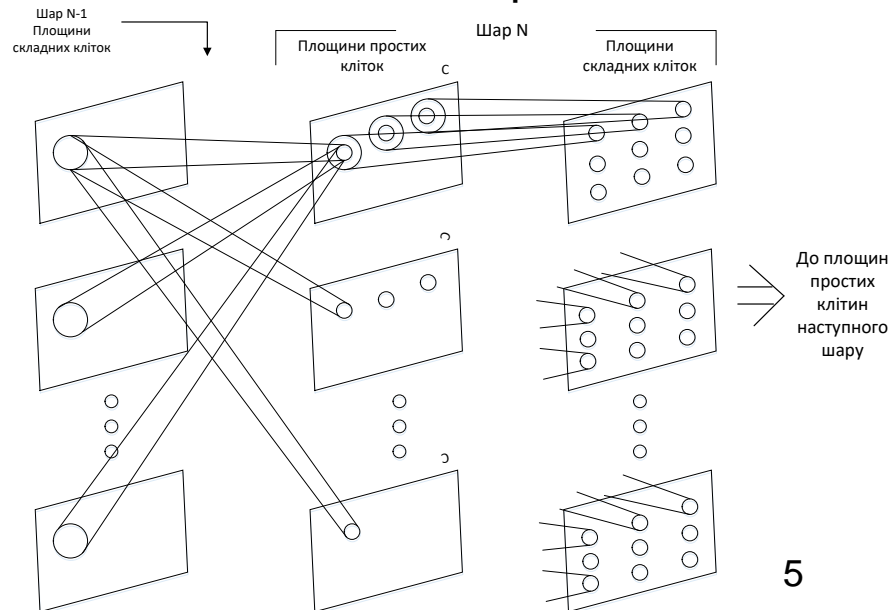 Шар N-1
Площини
складних кліток
Шар N
Площини простих
кліток
Площини
складних кліток
C
C
C
До площин
простих
клітин
наступного
шару
5